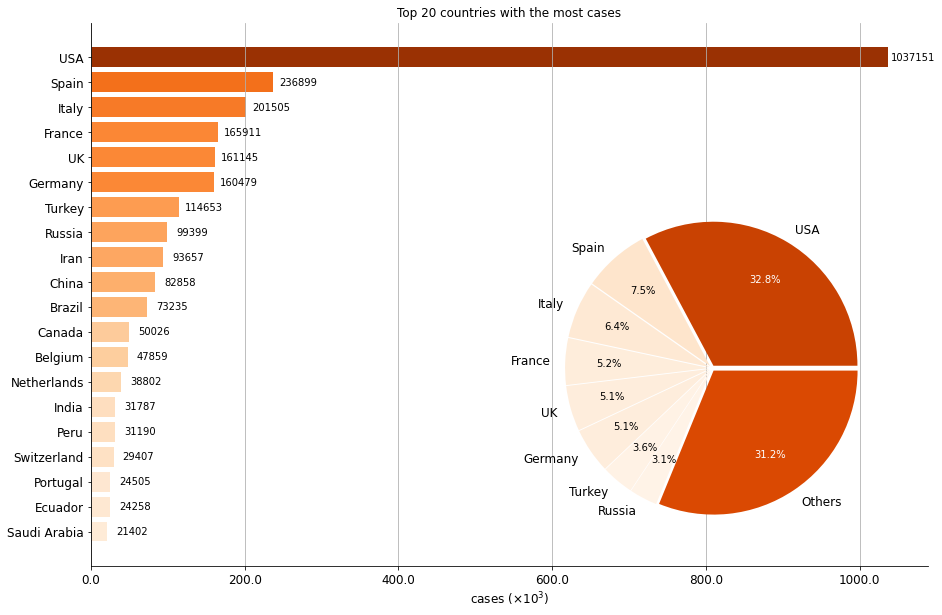 Top 20 countries with the most cases
USA 1037151
Spain 236899
Italy 201505
France 165911
UK 161145
Germany 160479
Turkey 114653
Russia 99399
Iran 93657
China 82858
Brazil 73235
Canada 50026
Belgium 47859
Netherlands 38802
India 31787
Peru 31190
Switzerland 29407
Portugal 24505
Ecuador 24258
Saudi Arabia 21402
USA
32.8%
Spain
7.5%
Italy
6.4%
France
5.2%
UK
5.1%
Germany
5.1%
Turkey
3.6%
Russia
3.1%
Others
31.2%
0.0 200.0 400.0 600.0 800.0 1000.0
cases (×10³)